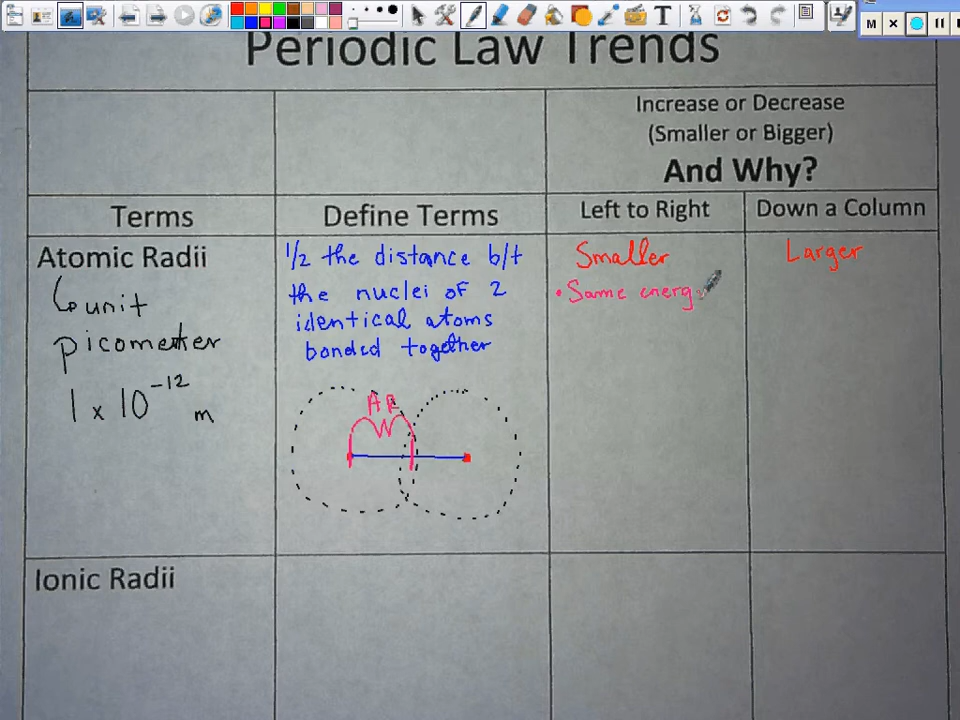 Periodic Law Trends
Increase or Decrease
(Smaller or Bigger)
And Why?
Terms
Define Terms
Left to Right
Down a Column
Atomic Radii
unit
picometer
1 x 10⁻¹² m
1/2 the distance b/t
the nuclei of 2
identical atoms
bonded together
AR
Smaller
• Same energ
Larger
Ionic Radii
T
M